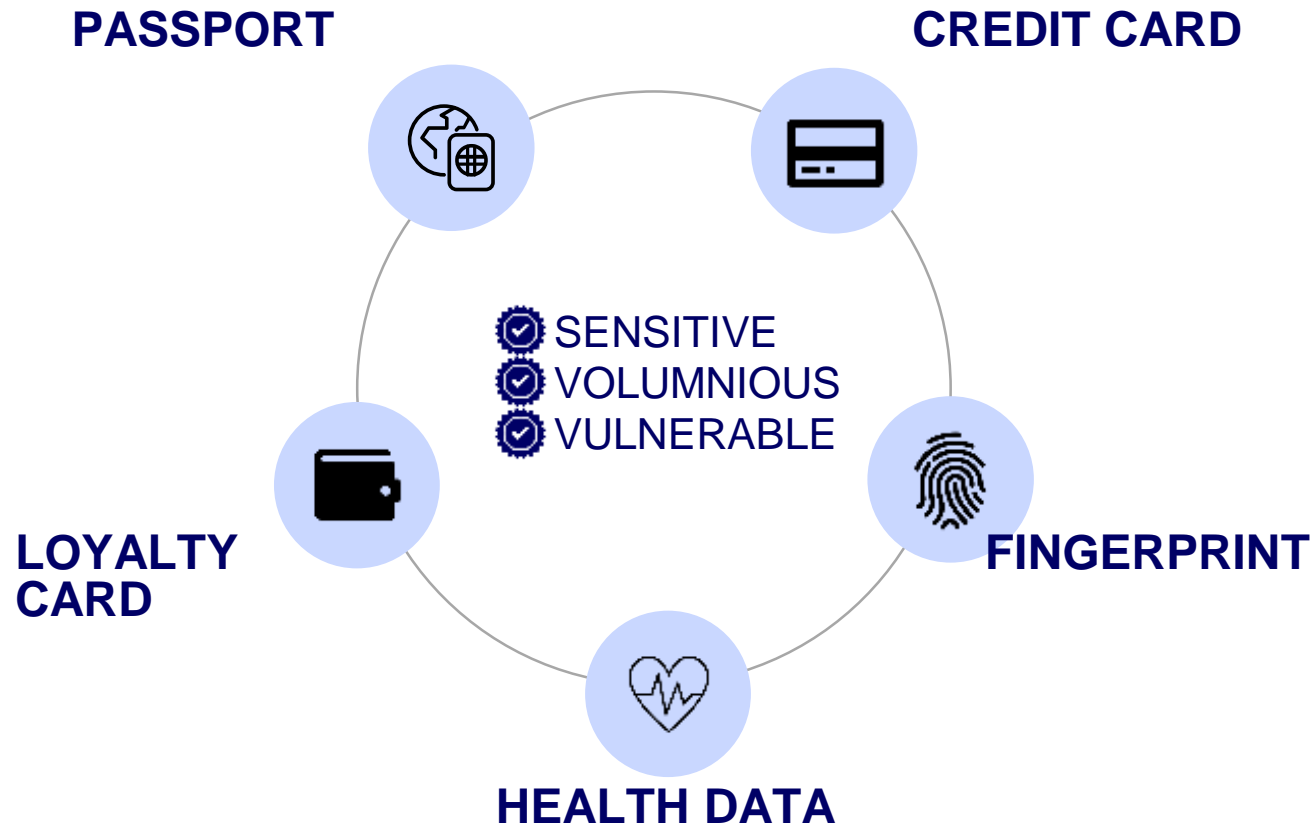 PASSPORT
CREDIT CARD
SENSITIVE
VOLUMNIOUS
VULNERABLE
LOYALTY
CARD
FINGERPRINT
HEALTH DATA